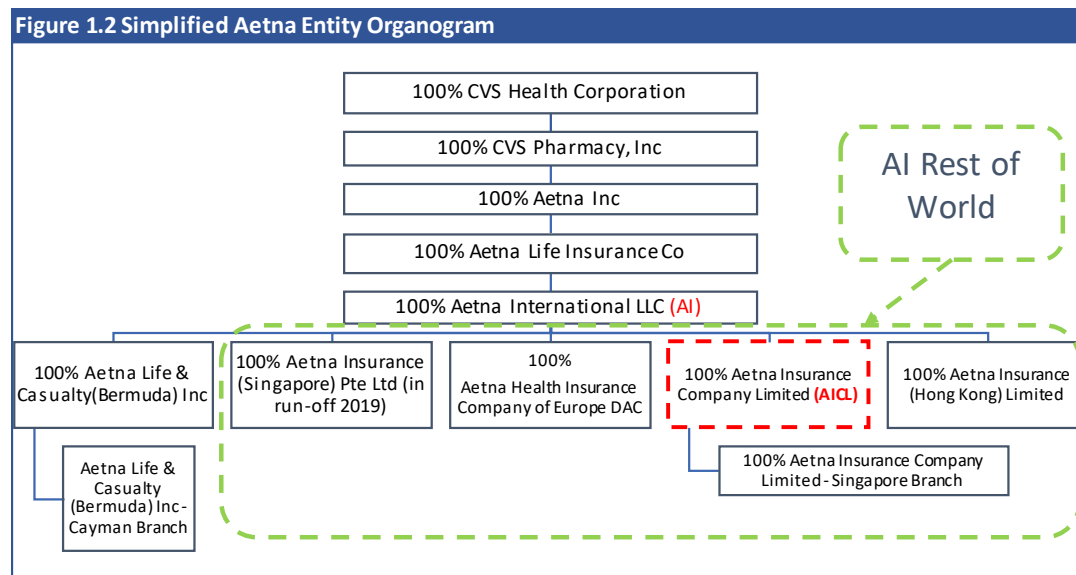 Figure 1.2 Simplified Aetna Entity Organogram
100% CVS Health Corporation
100% CVS Pharmacy, Inc
100% Aetna Inc
100% Aetna Life Insurance Co
100% Aetna International LLC (AI)
AI Rest of
World
100% Aetna Life &
Casualty(Bermuda) Inc
100% Aetna Insurance
(Singapore) Pte Ltd (in
run-off 2019)
100%
Aetna Health Insurance
Company of Europe DAC
100% Aetna Insurance
Company Limited (AICL)
100% Aetna Insurance
(Hong Kong) Limited
Aetna Life &
Casualty
(Bermuda) Inc-
Cayman Branch
100% Aetna Insurance Company
Limited - Singapore Branch